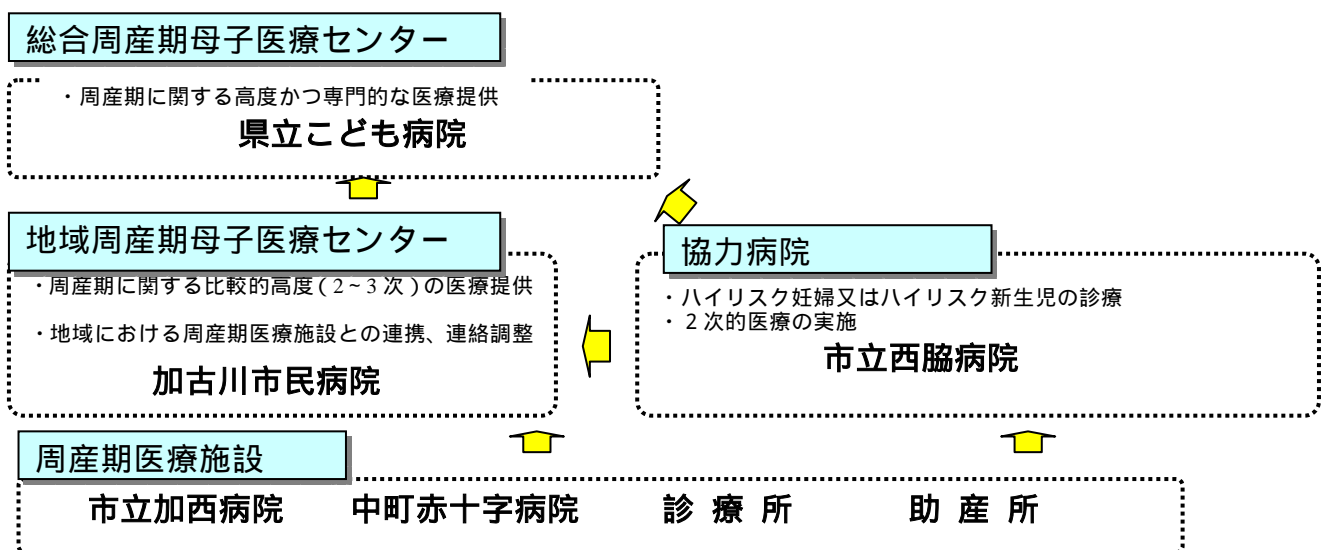 総合周産期母子医療センター
・周産期に関する高度かつ専門的な医療提供
県立こども病院
地域周産期母子医療センター
・周産期に関する比較的高度(2~3次)の医療提供
・地域における周産期医療施設との連携、連絡調整
加古川市民病院
協力病院
・ハイリスク妊婦又はハイリスク新生児の診療
・2次的医療の実施
市立西脇病院
周産期医療施設
市立加西病院 中町赤十字病院 診 療 所 助 産 所